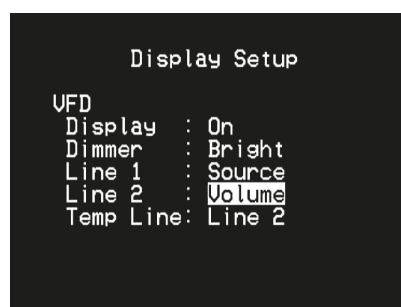 Display Setup
VFD
Display : On
Dimmer : Bright
Line 1 : Source
Line 2 : Volume
Temp Line: Line 2